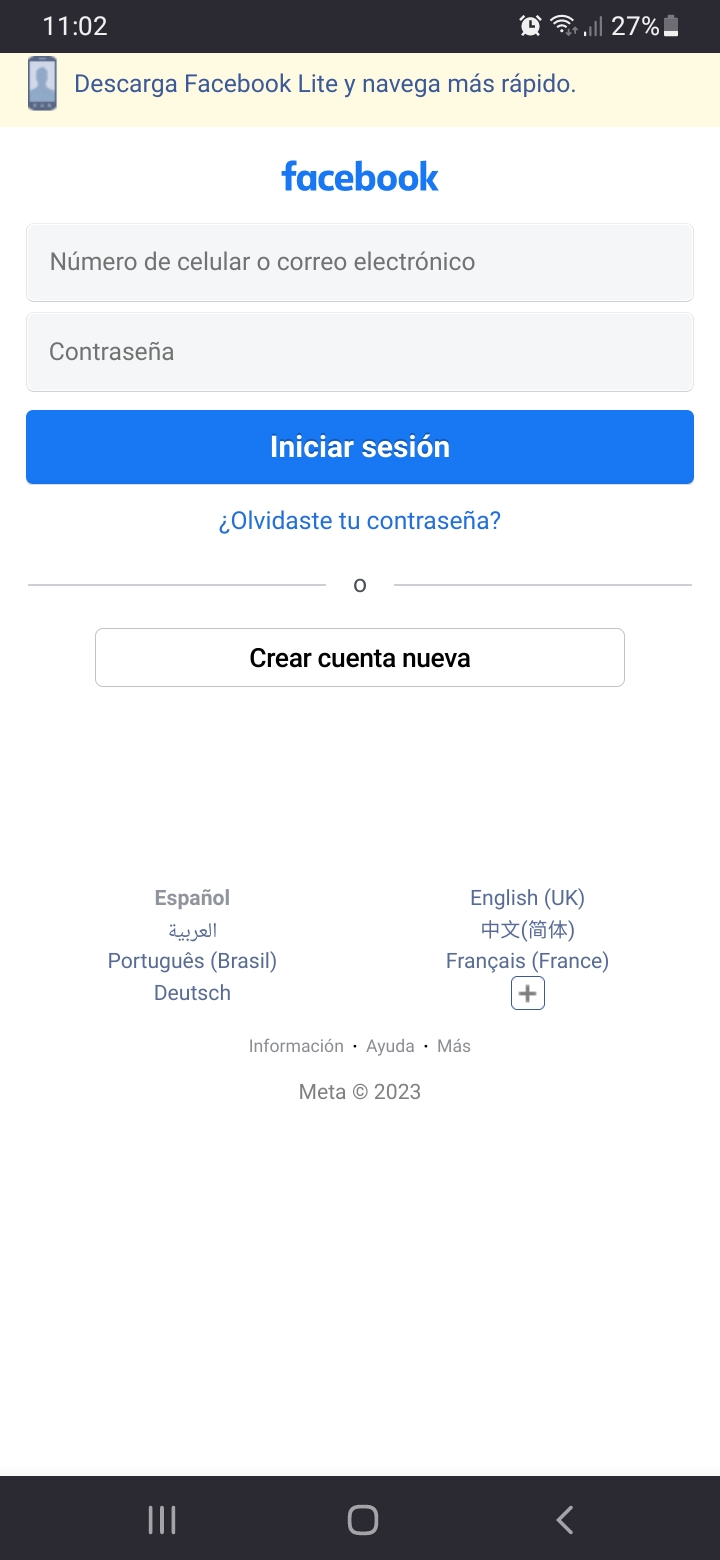 11:02
27%
Descarga Facebook Lite y navega más rápido.
facebook
Número de celular o correo electrónico
Contraseña
Iniciar sesión
¿Olvidaste tu contraseña?
o
Crear cuenta nueva
Español
English (UK)
العربية
中文(简体)
Português (Brasil)
Français (France)
Deutsch
Información · Ayuda · Más
Meta © 2023